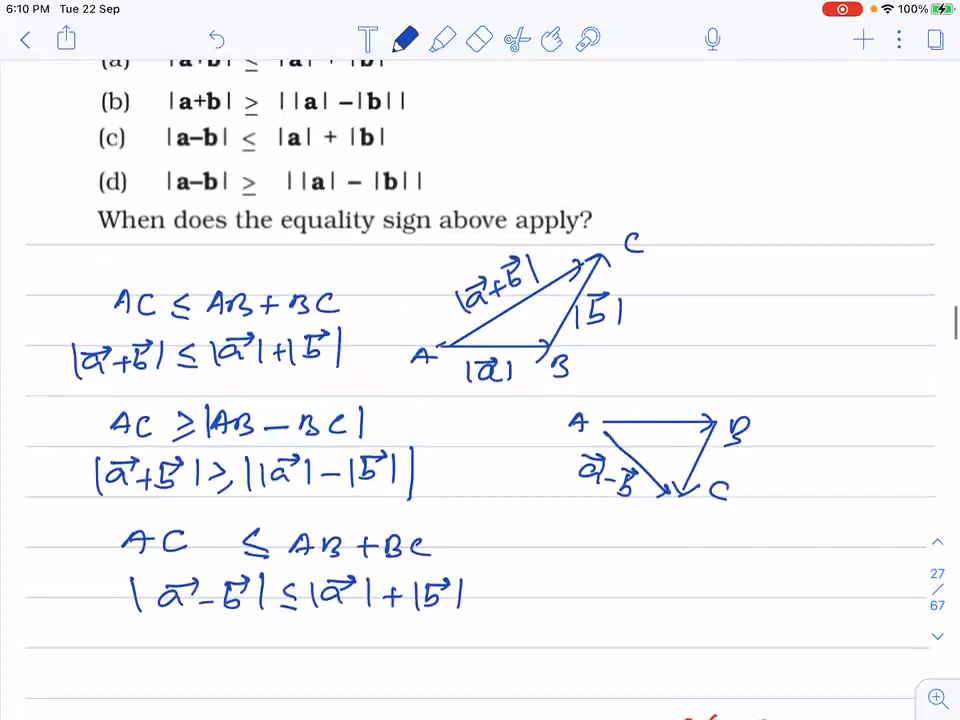 6:10 PM Tue 22 Sep 100%
T
(a) |a+b| ≤ |a| + |b|
(b) |a+b| ≥ ||a| −|b||
(c) |a−b| ≤ |a| + |b|
(d) |a−b| ≥ ||a| − |b||
When does the equality sign above apply?
C
|a⃗+b⃗|
AC ≤ AB + BC
|b⃗|
|a⃗+b⃗| ≤ |a⃗|+|b⃗|
A
B
|a⃗|
AC ≥ |AB − BC|
A
B
|a⃗+b⃗| ≥ ||a⃗| − |b⃗||
a⃗−b⃗
C
AC ≤ AB + BC
|a⃗−b⃗| ≤ |a⃗| + |b⃗|
27
/
67